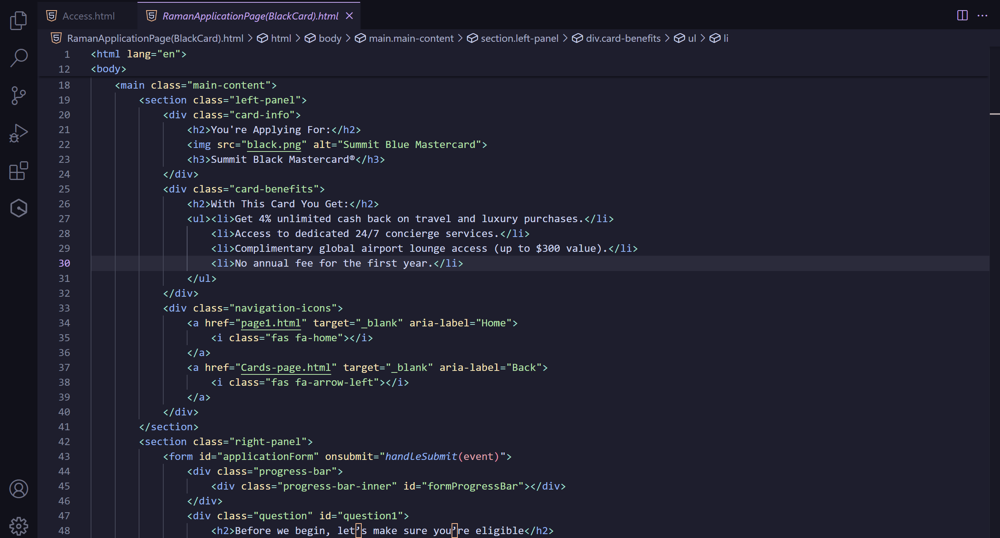 Access.html
RamanApplicationPage(BlackCard).html
RamanApplicationPage(BlackCard).html > html > body > main.main-content > section.left-panel > div.card-benefits > ul > li
1 <html lang="en">
12 <body>
18 <main class="main-content">
19 <section class="left-panel">
20 <div class="card-info">
21 <h2>You're Applying For:</h2>
22 <img src="black.png" alt="Summit Blue Mastercard">
23 <h3>Summit Black Mastercard®</h3>
24 </div>
25 <div class="card-benefits">
26 <h2>With This Card You Get:</h2>
27 <ul><li>Get 4% unlimited cash back on travel and luxury purchases.</li>
28 <li>Access to dedicated 24/7 concierge services.</li>
29 <li>Complimentary global airport lounge access (up to $300 value).</li>
30 <li>No annual fee for the first year.</li>
31 </ul>
32 </div>
33 <div class="navigation-icons">
34 <a href="page1.html" target="_blank" aria-label="Home">
35 <i class="fas fa-home"></i>
36 </a>
37 <a href="Cards-page.html" target="_blank" aria-label="Back">
38 <i class="fas fa-arrow-left"></i>
39 </a>
40 </div>
41 </section>
42 <section class="right-panel">
43 <form id="applicationForm" onsubmit="handleSubmit(event)">
44 <div class="progress-bar">
45 <div class="progress-bar-inner" id="formProgressBar"></div>
46 </div>
47 <div class="question" id="question1">
48 <h2>Before we begin, let’s make sure you’re eligible</h2>